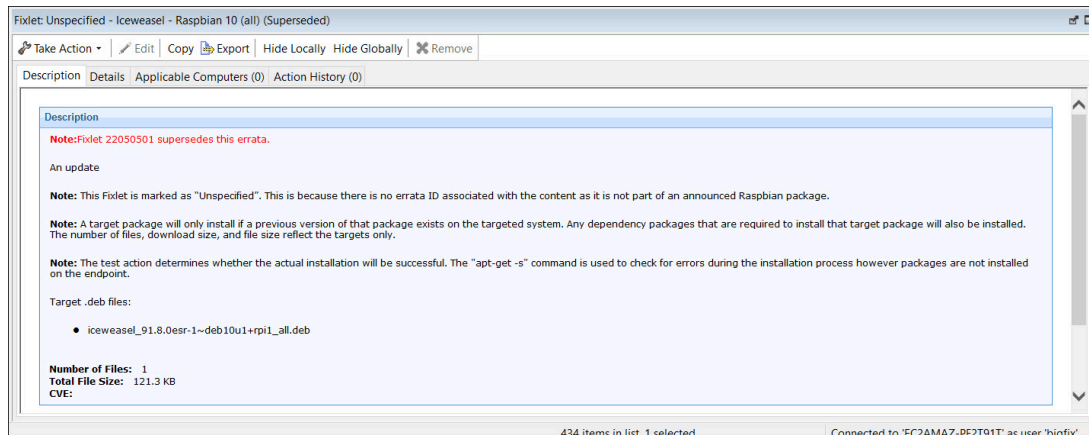 Fixlet: Unspecified - Iceweasel - Raspbian 10 (all) (Superseded)
Take Action Edit Copy Export Hide Locally Hide Globally Remove
Description Details Applicable Computers (0) Action History (0)
Description
Note:Fixlet 22050501 supersedes this errata.
An update
Note: This Fixlet is marked as "Unspecified". This is because there is no errata ID associated with the content as it is not part of an announced Raspbian package.
Note: A target package will only install if a previous version of that package exists on the targeted system. Any dependency packages that are required to install that target package will also be installed.
The number of files, download size, and file size reflect the targets only.
Note: The test action determines whether the actual installation will be successful. The "apt-get -s" command is used to check for errors during the installation process however packages are not installed
on the endpoint.
Target .deb files:
● iceweasel_91.8.0esr-1~deb10u1+rpi1_all.deb
Number of Files: 1
Total File Size: 121.3 KB
CVE:
434 items in list, 1 selected. Connected to 'EC2AMAZ-PF2T91T' as user 'bigfix'